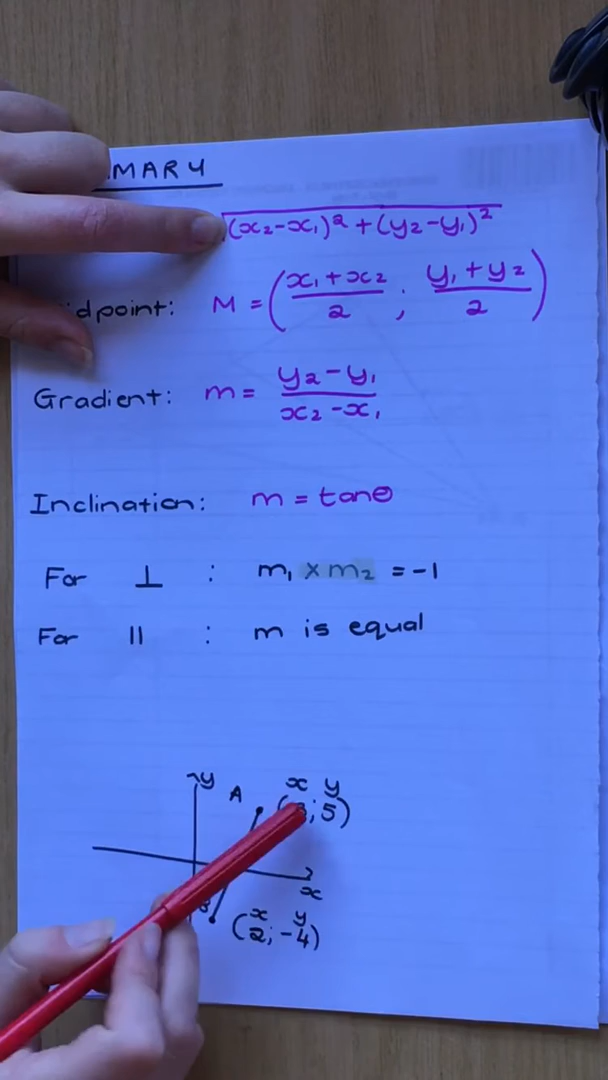 MARY
√(x₂-x₁)² + (y₂-y₁)²
dpoint: M = (x₁+x₂/2 ; y₁+y₂/2)
Gradient: m = y₂-y₁/x₂-x₁
Inclination: m = tanθ
For ⊥ : m₁ × m₂ = -1
For || : m is equal
y
x y
A
; 5)
x
x y
(2; -4)